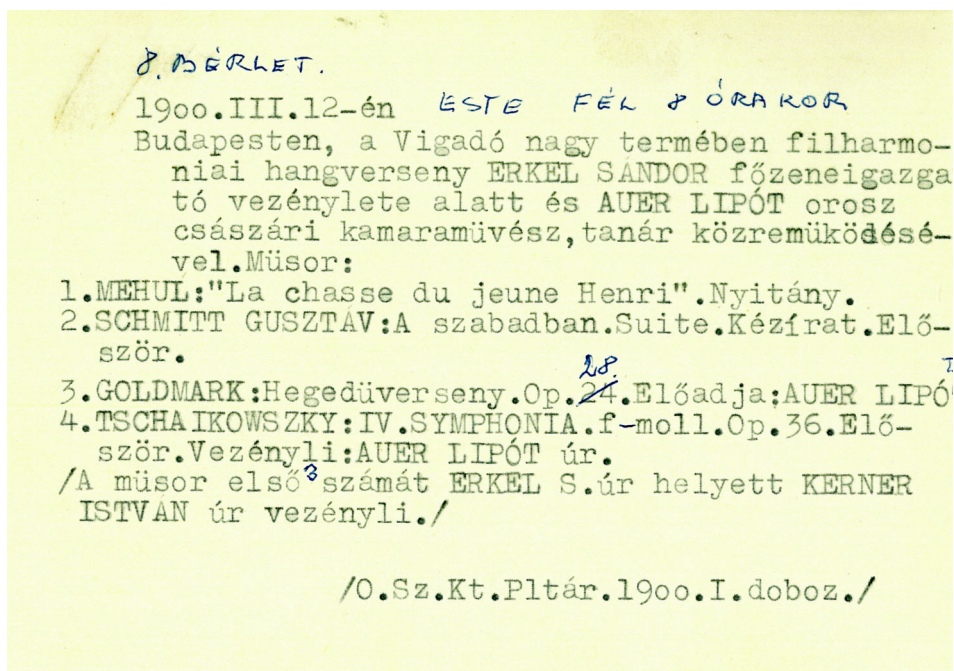 8. BÉRLET.
19oo.III.12-én ESTE FÉL 8 ÓRAKOR
Budapesten, a Vigadó nagy termében filharmo-
niai hangverseny ERKEL SÁNDOR főzeneigazga
tó vezénylete alatt és AUER LIPÓT orosz
császári kamaramüvész,tanár közremüködésé-
vel.Müsor:
1.MEHUL:"La chasse du jeune Henri".Nyitány.
2.SCHMITT GUSZTÁV:A szabadban.Suite.Kézírat.Elő-
ször.
28.
3.GOLDMARK:Hegedüverseny.Op.24.Előadja:AUER LIPÓT
4.TSCHAIKOWSZKY:IV.SYMPHONIA.f-moll.Op.36.Elő-
ször.Vezényli:AUER LIPÓT úr.
/A müsor első 3 számát ERKEL S.úr helyett KERNER
ISTVÁN úr vezényli./
/O.Sz.Kt.Pltár.19oo.I.doboz./